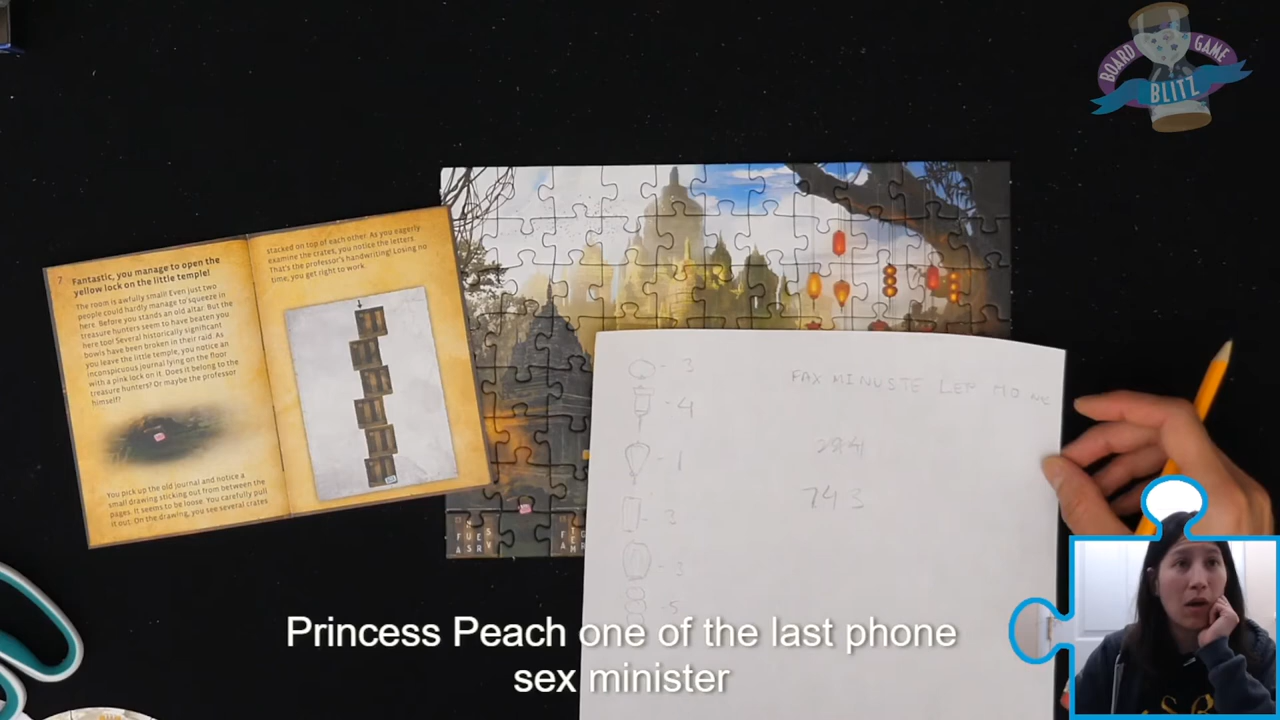 BOARD GAME
BLITZ
7 Fantastic, you manage to open the
yellow lock on the little temple!
The room is awfully small! Even just two
people could hardly manage to squeeze in
here. Before you stands an old altar. But the
treasure hunters seem to have beaten you
here too! Several historically significant
bowls have been broken in their raid. As
you leave the little temple, you notice an
inconspicuous journal lying on the floor
with a pink lock on it. Does it belong to the
treasure hunters? Or maybe the professor
himself?
You pick up the old journal and notice a
small drawing sticking out from between the
pages. It seems to be loose. You carefully pull
it out. On the drawing, you see several crates
stacked on top of each other. As you eagerly
examine the crates, you notice the letters.
That's the professor's handwriting! Losing no
time, you get right to work.
- 3
- 4
- 1
- 3
- 3
- 5
FAX MINUSTE LEP HO NE
294
743
Princess Peach one of the last phone
sex minister